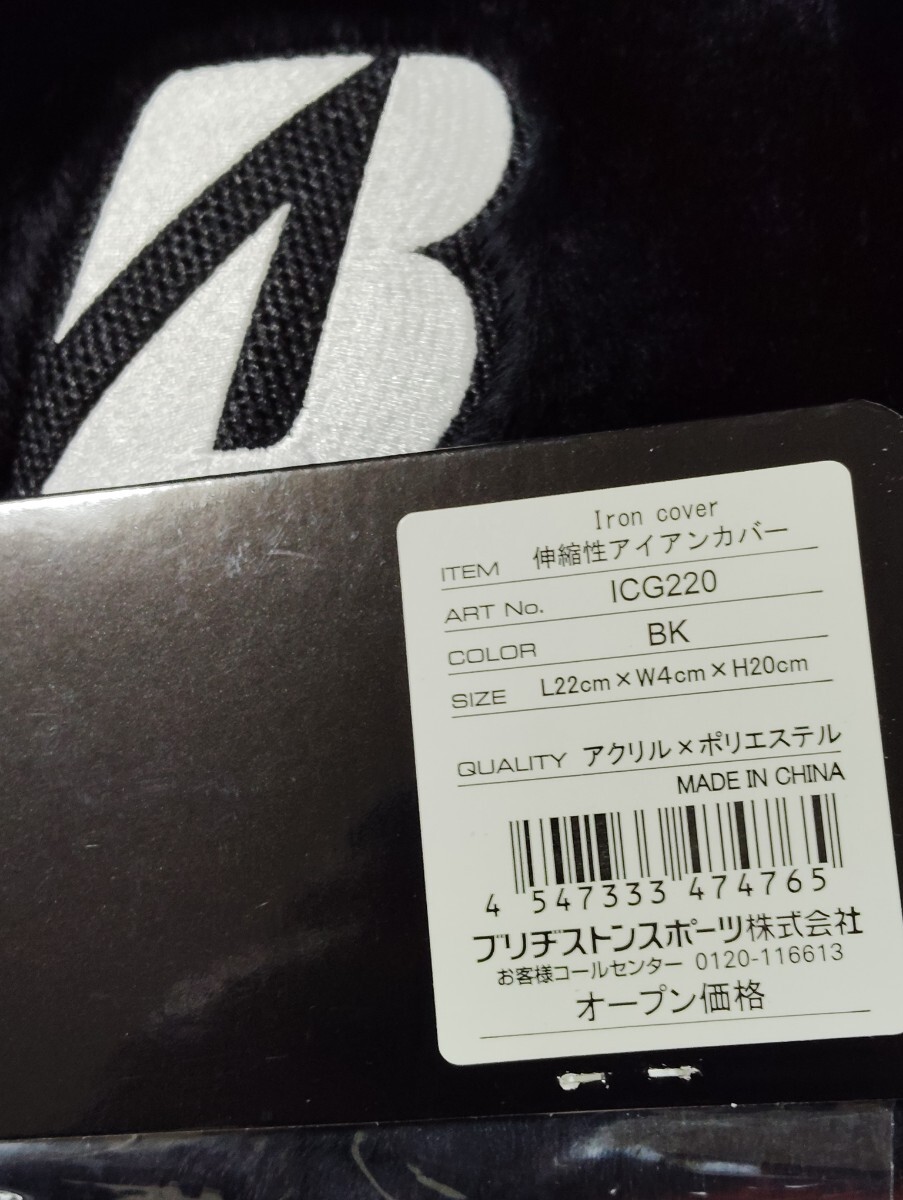 Iron cover
ITEM 伸縮性アイアンカバー
ART No. ICG220
COLOR BK
SIZE L22cm×W4cm×H20cm
QUALITY アクリル×ポリエステル
MADE IN CHINA
4 547333 474765
ブリヂストンスポーツ株式会社
お客様コールセンター 0120-116613
オープン価格